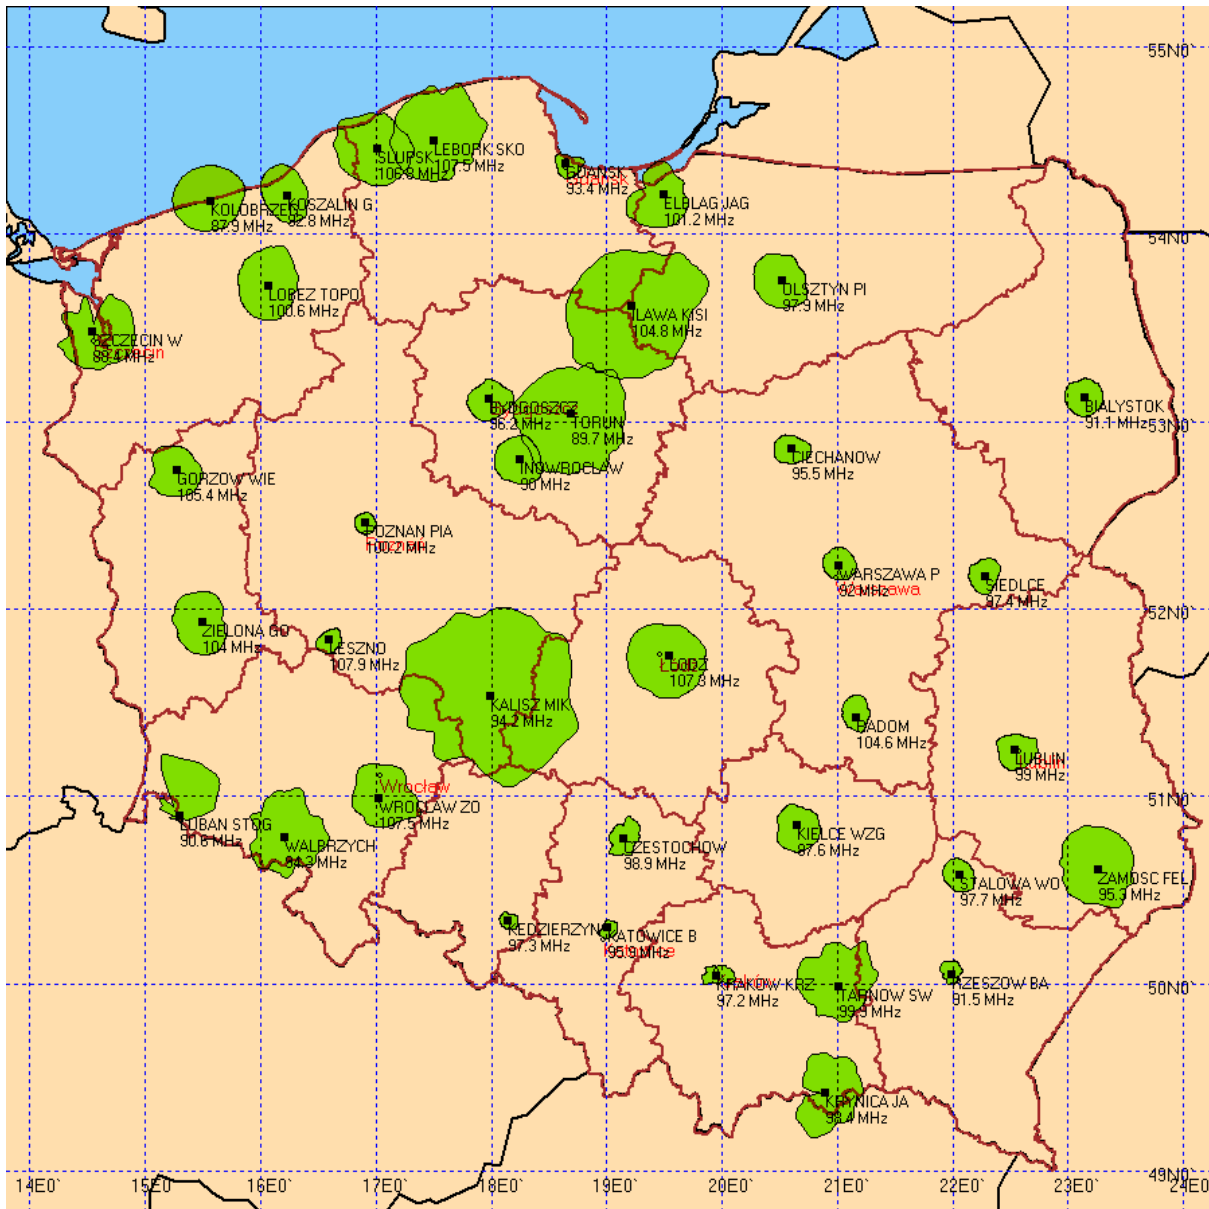 55N0`
LEBORK SKO
107.5 MHz
SLUPSK
106.8 MHz
GDANSK
93.4 MHz
KOSZALIN G
92.8 MHz
87.9 MHz
ELBLAG JAG
101.2 MHz
54N0`
LOBEZ TOPO
100.6 MHz
OLSZTYN PI
97.9 MHz
ILAWA KISI
104.8 MHz
SZCZECIN W
88.4 MHz
BYDGOSZCZ
96.2 MHz
TORUN
89.7 MHz
BIALYSTOK
91.1 MHz
53N0`
CIECHANOW
95.5 MHz
INOWROCLAW
90 MHz
GORZOW WIE
105.4 MHz
POZNAN PIA
100.2 MHz
WARSZAWA P
92 MHz
Warszawa
SIEDLCE
97.4 MHz
52N0`
ZIELONA GO
104 MHz
LESZNO
107.9 MHz
LODZ
107.3 MHz
KALISZ MIK
94.2 MHz
RADOM
104.6 MHz
LUBLIN
99 MHz
Wrocław
51N0`
WROCLAW ZO
107.5 MHz
LUBAN STOG
90.6 MHz
WALBRZYCH
94.3 MHz
CZESTOCHOW
98.9 MHz
KIELCE WZG
97.6 MHz
STALOWA WO
97.7 MHz
ZAMOSC FEL
95.3 MHz
KEDZIERZYN
97.3 MHz
KATOWICE B
95.9 MHz
KRAKOW KRZ
97.2 MHz
TARNOW SW
99.9 MHz
RZESZOW BA
91.5 MHz
50N0`
KRYNICA JA
98.4 MHz
49N0`
14E0` 15E0` 16E0` 17E0` 18E0` 19E0` 20E0` 21E0` 22E0` 23E0` 24E0`